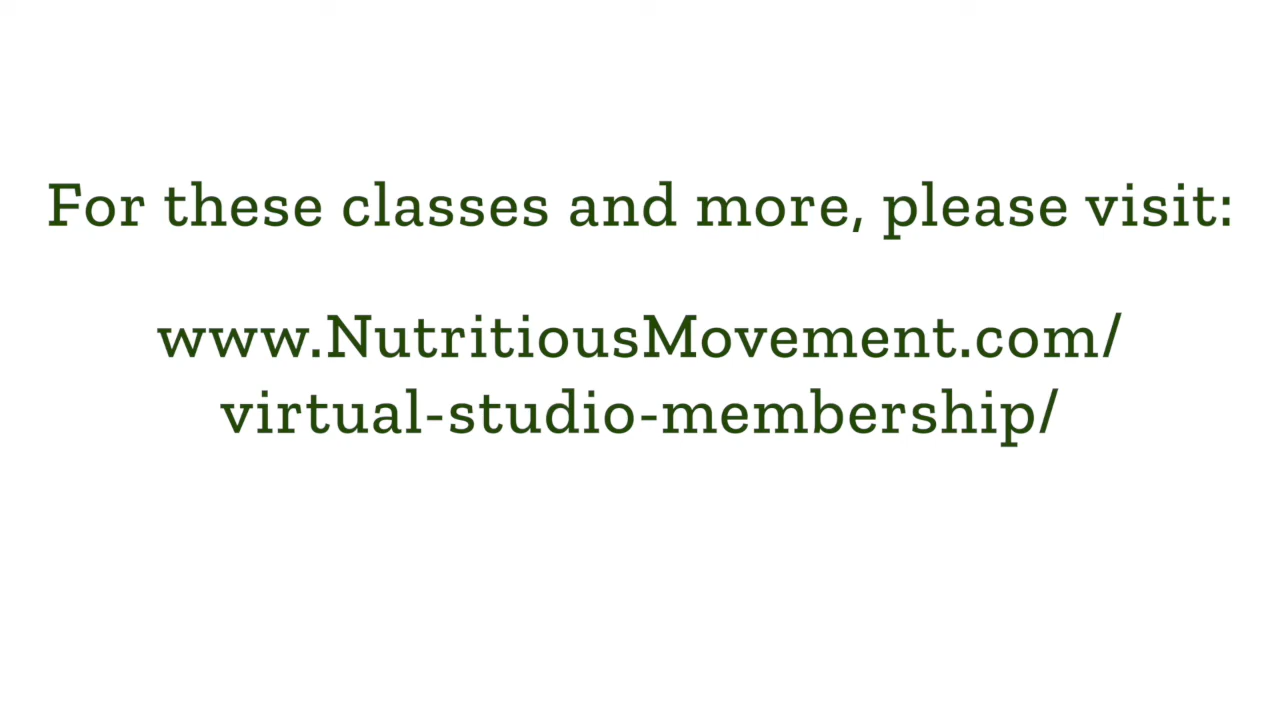 For these classes and more, please visit:
www.NutritiousMovement.com/
virtual-studio-membership/